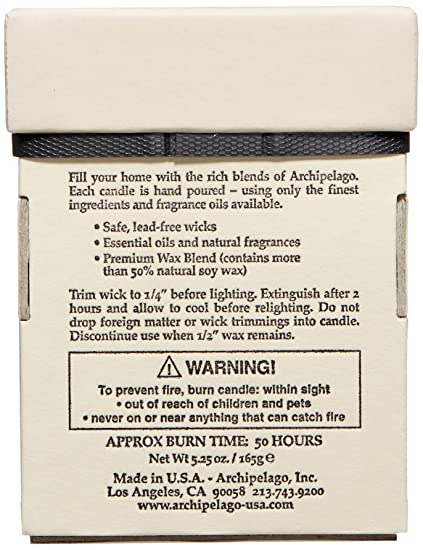 Fill your home with the rich blends of Archipelago.
Each candle is hand poured – using only the finest
ingredients and fragrance oils available.
• Safe, lead-free wicks
• Essential oils and natural fragrances
• Premium Wax Blend (contains more
than 50% natural soy wax)
Trim wick to 1/4" before lighting. Extinguish after 2
hours and allow to cool before relighting. Do not
drop foreign matter or wick trimmings into candle.
Discontinue use when 1/2" wax remains.
⚠ WARNING!
To prevent fire, burn candle: within sight
• out of reach of children and pets
• never on or near anything that can catch fire
APPROX BURN TIME: 50 HOURS
Net Wt 5.25 oz. / 165g ℮
Made in U.S.A. - Archipelago, Inc.
Los Angeles, CA 90058 213.743.9200
www.archipelago-usa.com